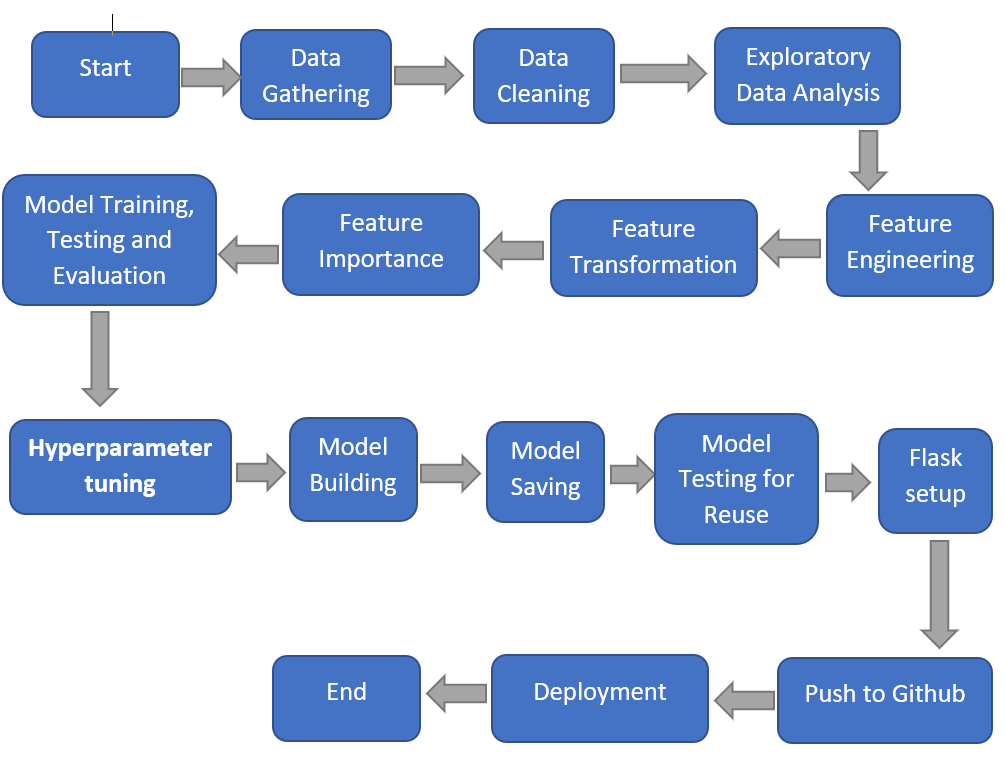 Start
Data
Gathering
Data
Cleaning
Exploratory
Data Analysis
Feature
Engineering
Feature
Transformation
Feature
Importance
Model Training,
Testing and
Evaluation
Hyperparameter
tuning
Model
Building
Model
Saving
Model
Testing for
Reuse
Flask
setup
Push to Github
Deployment
End